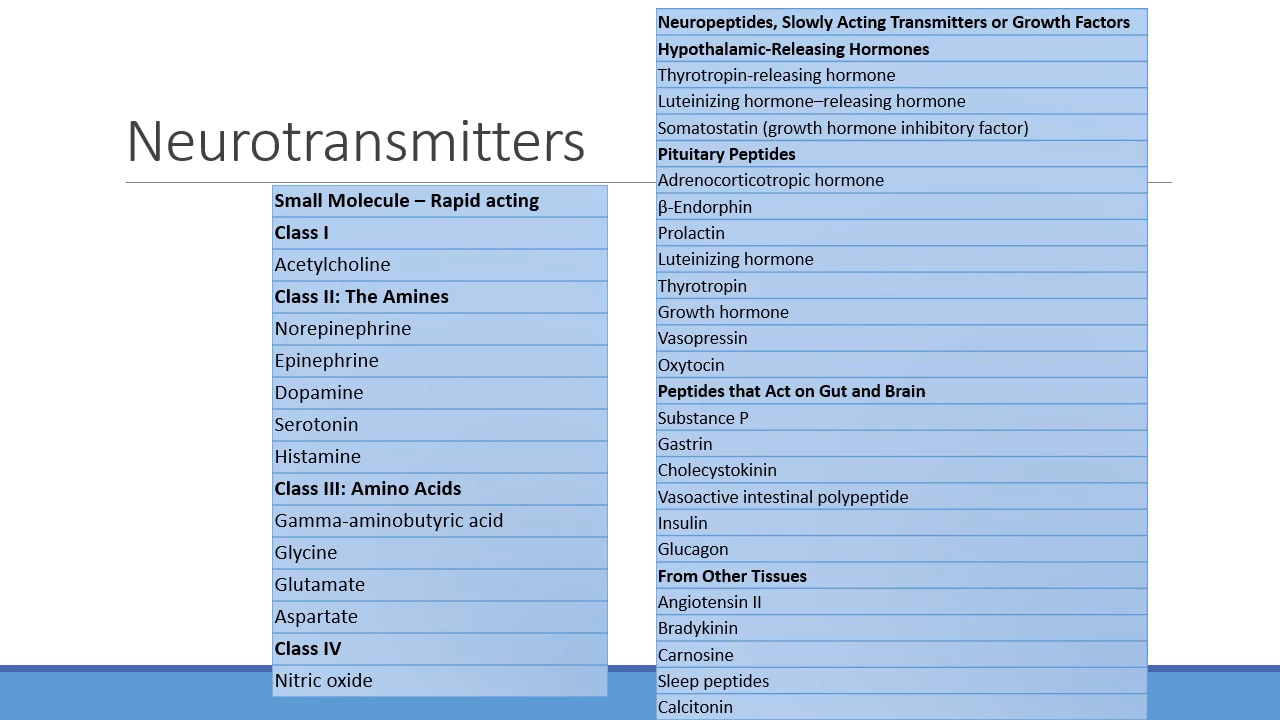 Neurotransmitters
Small Molecule – Rapid acting
Class I
Acetylcholine
Class II: The Amines
Norepinephrine
Epinephrine
Dopamine
Serotonin
Histamine
Class III: Amino Acids
Gamma-aminobutyric acid
Glycine
Glutamate
Aspartate
Class IV
Nitric oxide
Neuropeptides, Slowly Acting Transmitters or Growth Factors
Hypothalamic-Releasing Hormones
Thyrotropin-releasing hormone
Luteinizing hormone–releasing hormone
Somatostatin (growth hormone inhibitory factor)
Pituitary Peptides
Adrenocorticotropic hormone
β-Endorphin
Prolactin
Luteinizing hormone
Thyrotropin
Growth hormone
Vasopressin
Oxytocin
Peptides that Act on Gut and Brain
Substance P
Gastrin
Cholecystokinin
Vasoactive intestinal polypeptide
Insulin
Glucagon
From Other Tissues
Angiotensin II
Bradykinin
Carnosine
Sleep peptides
Calcitonin